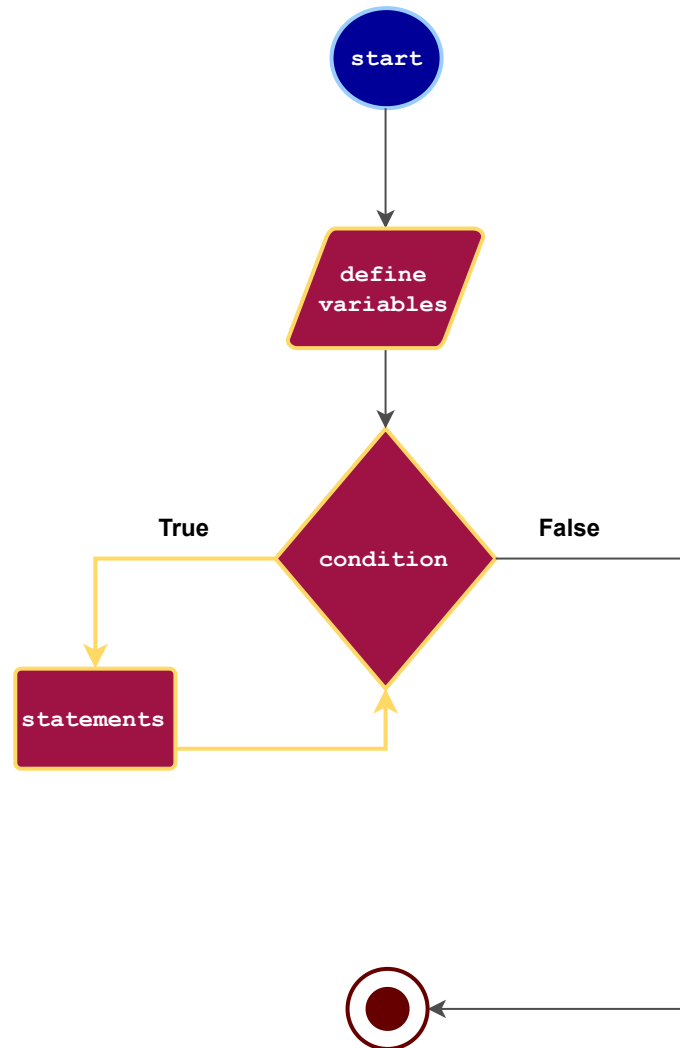 start
define
variables
True
False
condition
statements